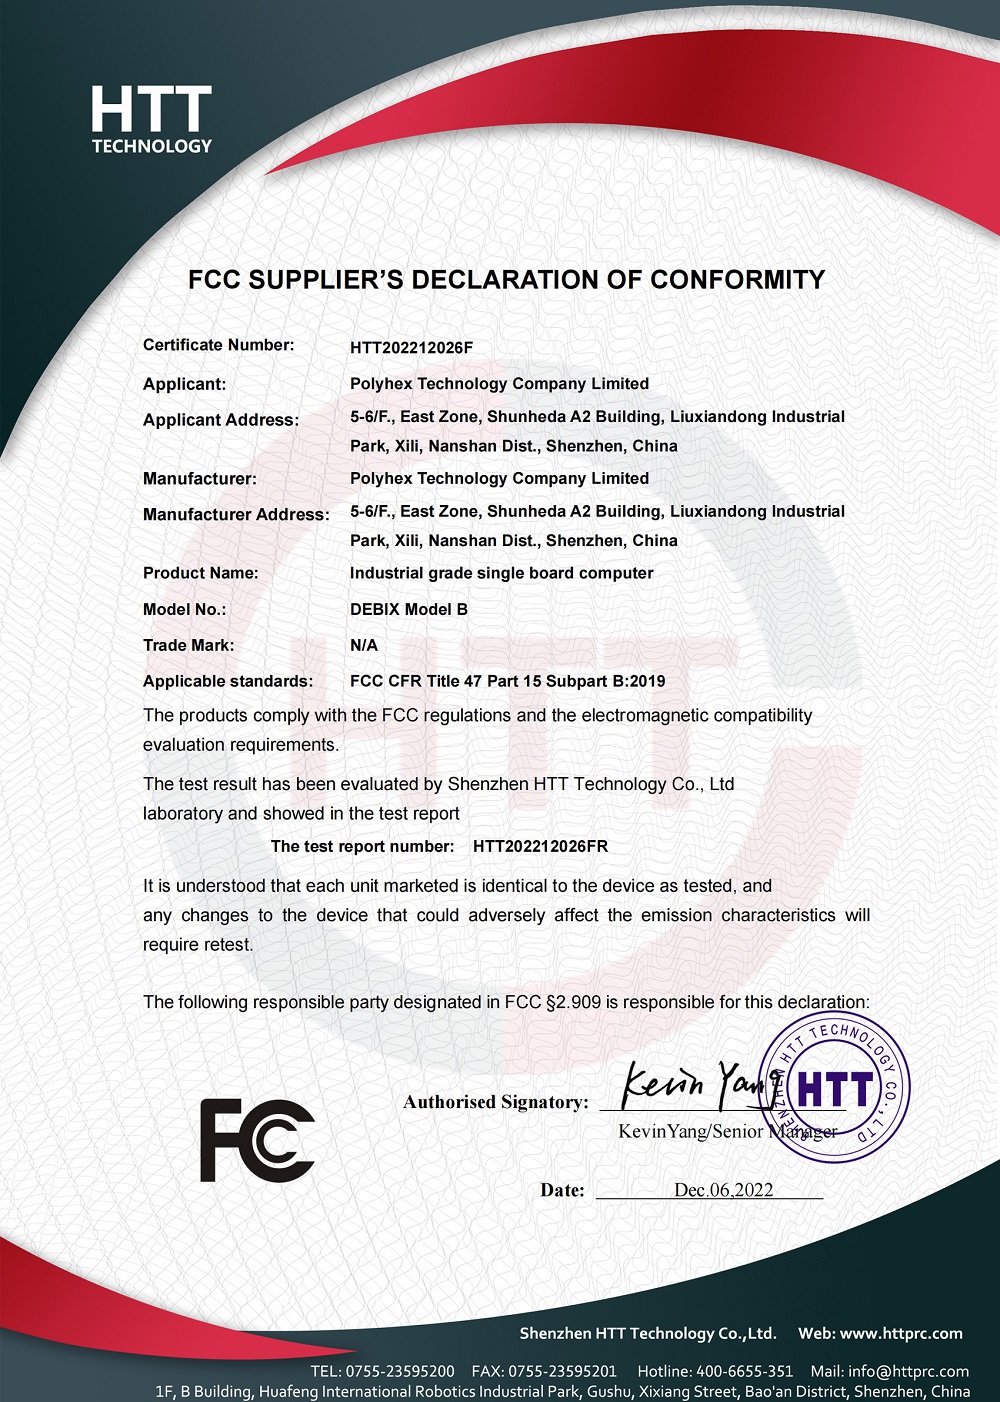 HTT
TECHNOLOGY
FCC SUPPLIER’S DECLARATION OF CONFORMITY
Certificate Number: HTT202212026F
Applicant: Polyhex Technology Company Limited
Applicant Address: 5-6/F., East Zone, Shunheda A2 Building, Liuxiandong Industrial
Park, Xili, Nanshan Dist., Shenzhen, China
Manufacturer: Polyhex Technology Company Limited
Manufacturer Address: 5-6/F., East Zone, Shunheda A2 Building, Liuxiandong Industrial
Park, Xili, Nanshan Dist., Shenzhen, China
Product Name: Industrial grade single board computer
Model No.: DEBIX Model B
Trade Mark: N/A
Applicable standards: FCC CFR Title 47 Part 15 Subpart B:2019
HTT
The products comply with the FCC regulations and the electromagnetic compatibility
evaluation requirements.
The test result has been evaluated by Shenzhen HTT Technology Co., Ltd
laboratory and showed in the test report
The test report number: HTT202212026FR
It is understood that each unit marketed is identical to the device as tested, and
any changes to the device that could adversely affect the emission characteristics will
require retest.
The following responsible party designated in FCC §2.909 is responsible for this declaration:
SHENZHEN HTT TECHNOLOGY CO., LTD
HTT
Kevin Yang
Authorised Signatory:
KevinYang/Senior Manager
FCC
Date: Dec.06,2022
Shenzhen HTT Technology Co.,Ltd. Web: www.httprc.com
TEL: 0755-23595200 FAX: 0755-23595201 Hotline: 400-6655-351 Mail: info@httprc.com
1F, B Building, Huafeng International Robotics Industrial Park, Gushu, Xixiang Street, Bao'an District, Shenzhen, China